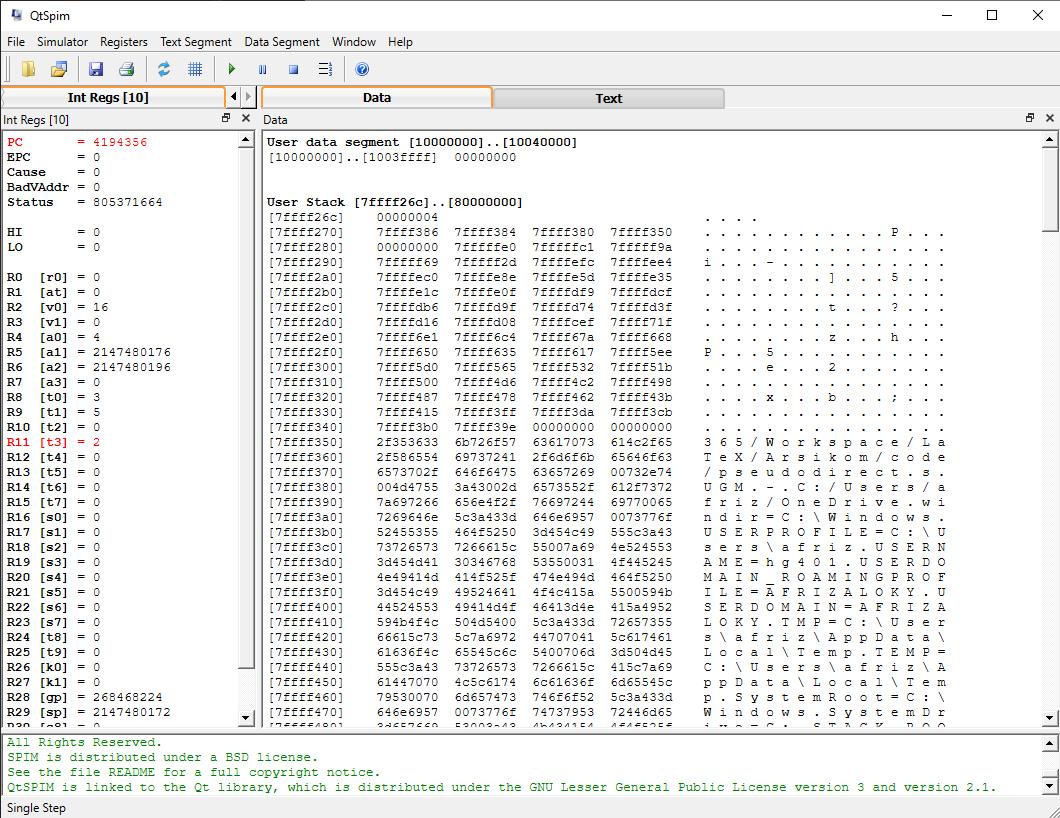 QtSpim
File Simulator Registers Text Segment Data Segment Window Help
Int Regs [10]
Data
Text
Int Regs [10]
Data
PC = 4194356
EPC = 0
Cause = 0
BadVAddr = 0
Status = 805371664
HI = 0
LO = 0
R0 [r0] = 0
R1 [at] = 0
R2 [v0] = 16
R3 [v1] = 0
R4 [a0] = 4
R5 [a1] = 2147480176
R6 [a2] = 2147480196
R7 [a3] = 0
R8 [t0] = 3
R9 [t1] = 5
R10 [t2] = 0
R11 [t3] = 2
R12 [t4] = 0
R13 [t5] = 0
R14 [t6] = 0
R15 [t7] = 0
R16 [s0] = 0
R17 [s1] = 0
R18 [s2] = 0
R19 [s3] = 0
R20 [s4] = 0
R21 [s5] = 0
R22 [s6] = 0
R23 [s7] = 0
R24 [t8] = 0
R25 [t9] = 0
R26 [k0] = 0
R27 [k1] = 0
R28 [gp] = 268468224
R29 [sp] = 2147480172
User data segment [10000000]..[10040000]
[10000000]..[1003ffff] 00000000
User Stack [7ffff26c]..[80000000]
[7ffff26c] 00000004 . . . .
[7ffff270] 7ffff386 7ffff384 7ffff380 7ffff350 . . . . . . . . . . . . P . . .
[7ffff280] 00000000 7fffffe0 7fffffc1 7fffff9a . . . . . . . . . . . . . . . .
[7ffff290] 7fffff69 7fffff2d 7ffffefc 7ffffee4 i . . . - . . . . . . . . . . .
[7ffff2a0] 7ffffec0 7ffffe8e 7ffffe5d 7ffffe35 . . . . . . . . ] . . . 5 . . .
[7ffff2b0] 7ffffe1c 7ffffe0f 7ffffdf9 7ffffdcf . . . . . . . . . . . . . . . .
[7ffff2c0] 7ffffdb6 7ffffd9f 7ffffd74 7ffffd3f . . . . . . . . t . . . ? . . .
[7ffff2d0] 7ffffd16 7ffffd08 7ffffcef 7ffff71f . . . . . . . . . . . . . . . .
[7ffff2e0] 7ffff6e1 7ffff6c4 7ffff67a 7ffff668 . . . . . . . . z . . . h . . .
[7ffff2f0] 7ffff650 7ffff635 7ffff617 7ffff5ee P . . . 5 . . . . . . . . . . .
[7ffff300] 7ffff5d0 7ffff565 7ffff532 7ffff51b . . . . e . . . 2 . . . . . . .
[7ffff310] 7ffff500 7ffff4d6 7ffff4c2 7ffff498 . . . . . . . . . . . . . . . .
[7ffff320] 7ffff487 7ffff478 7ffff462 7ffff43b . . . . x . . . b . . . ; . . .
[7ffff330] 7ffff415 7ffff3ff 7ffff3da 7ffff3cb . . . . . . . . . . . . . . . .
[7ffff340] 7ffff3b0 7ffff39e 00000000 00000000 . . . . . . . . . . . . . . . .
[7ffff350] 2f353633 6b726f57 63617073 614c2f65 3 6 5 / W o r k s p a c e / L a
[7ffff360] 2f586554 69737241 2f6d6f6b 65646f63 T e X / A r s i k o m / c o d e
[7ffff370] 6573702f 646f6475 63657269 00732e74 / p s e u d o d i r e c t . s .
[7ffff380] 004d4755 3a43002d 6573552f 612f7372 U G M . - . C : / U s e r s / a
[7ffff390] 7a697266 656e4f2f 76697244 69770065 f r i z / O n e D r i v e . w i
[7ffff3a0] 7269646e 5c3a433d 646e6957 0073776f n d i r = C : \ W i n d o w s .
[7ffff3b0] 52455355 464f5250 3d454c49 555c3a43 U S E R P R O F I L E = C : \ U
[7ffff3c0] 73726573 7266615c 55007a69 4e524553 s e r s \ a f r i z . U S E R N
[7ffff3d0] 3d454d41 30346768 53550031 4f445245 A M E = h g 4 0 1 . U S E R D O
[7ffff3e0] 4e49414d 414f525f 474e494d 464f5250 M A I N _ R O A M I N G P R O F
[7ffff3f0] 3d454c49 49524641 4f4c415a 5500594b I L E = A F R I Z A L O K Y . U
[7ffff400] 44524553 49414d4f 46413d4e 415a4952 S E R D O M A I N = A F R I Z A
[7ffff410] 594b4f4c 504d5400 5c3a433d 72657355 L O K Y . T M P = C : \ U s e r
[7ffff420] 66615c73 5c7a6972 44707041 5c617461 s \ a f r i z \ A p p D a t a \
[7ffff430] 61636f4c 65545c6c 5400706d 3d504d45 L o c a l \ T e m p . T E M P =
[7ffff440] 555c3a43 73726573 7266615c 415c7a69 C : \ U s e r s \ a f r i z \ A
[7ffff450] 61447070 4c5c6174 6c61636f 6d65545c p p D a t a \ L o c a l \ T e m
[7ffff460] 79530070 6d657473 746f6f52 5c3a433d p . S y s t e m R o o t = C : \
[7ffff470] 646e6957 0073776f 74737953 72446d65 W i n d o w s . S y s t e m D r
All Rights Reserved.
SPIM is distributed under a BSD license.
See the file README for a full copyright notice.
QtSPIM is linked to the Qt library, which is distributed under the GNU Lesser General Public License version 3 and version 2.1.
Single Step